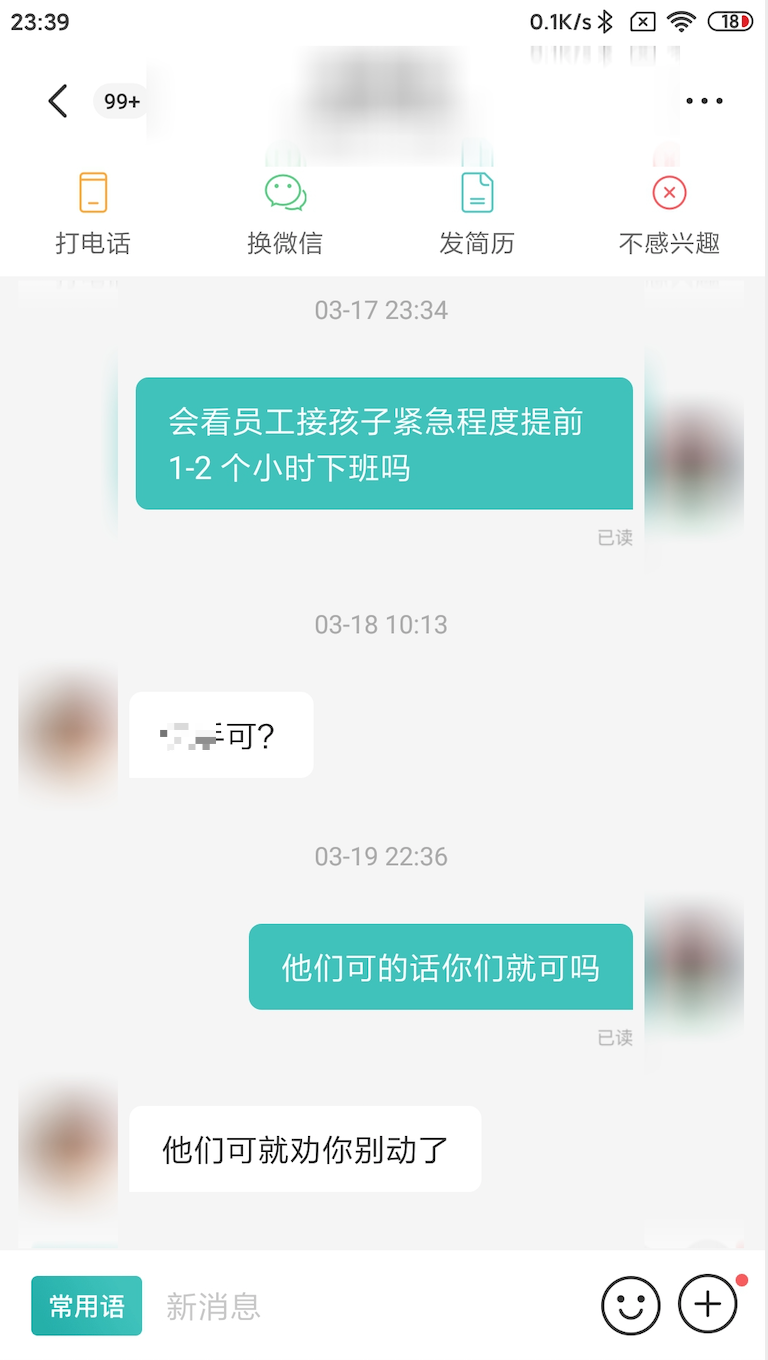 23:39
0.1K/s
18
99+
打电话
换微信
发简历
不感兴趣
03-17 23:34
会看员工接孩子紧急程度提前
1-2 个小时下班吗
已读
03-18 10:13
可?
03-19 22:36
他们可的话你们就可吗
已读
他们可就劝你别动了
常用语
新消息